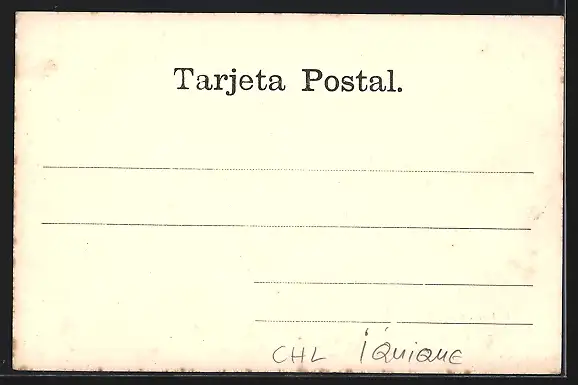 Tarjeta Postal.
CHL IQUIQUE